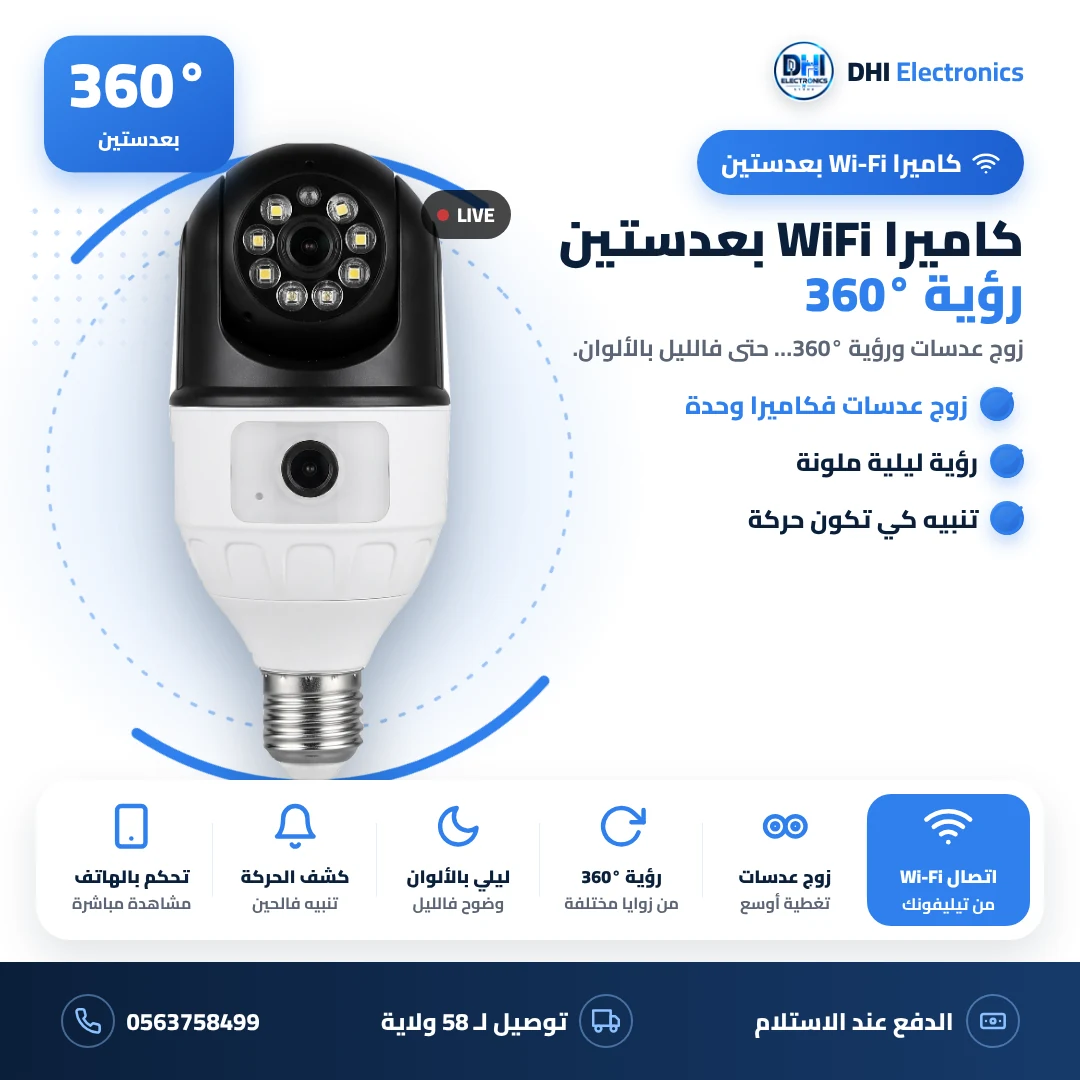 360°
بعدستين
DHI ELECTRONICS
DHI Electronics
كاميرا Wi-Fi بعدستين
LIVE
كاميرا WiFi بعدستين
رؤية 360°
زوج عدسات ورؤية 360°... حتى فالليل بالألوان.
زوج عدسات فكاميرا وحدة
رؤية ليلية ملونة
تنبيه كي تكون حركة
اتصال Wi-Fi
من تيليفونك
زوج عدسات
تغطية أوسع
رؤية 360°
من زوايا مختلفة
ليلي بالألوان
وضوح فالليل
كشف الحركة
تنبيه فالحين
تحكم بالهاتف
مشاهدة مباشرة
الدفع عند الاستلام
توصيل لـ 58 ولاية
0563758499